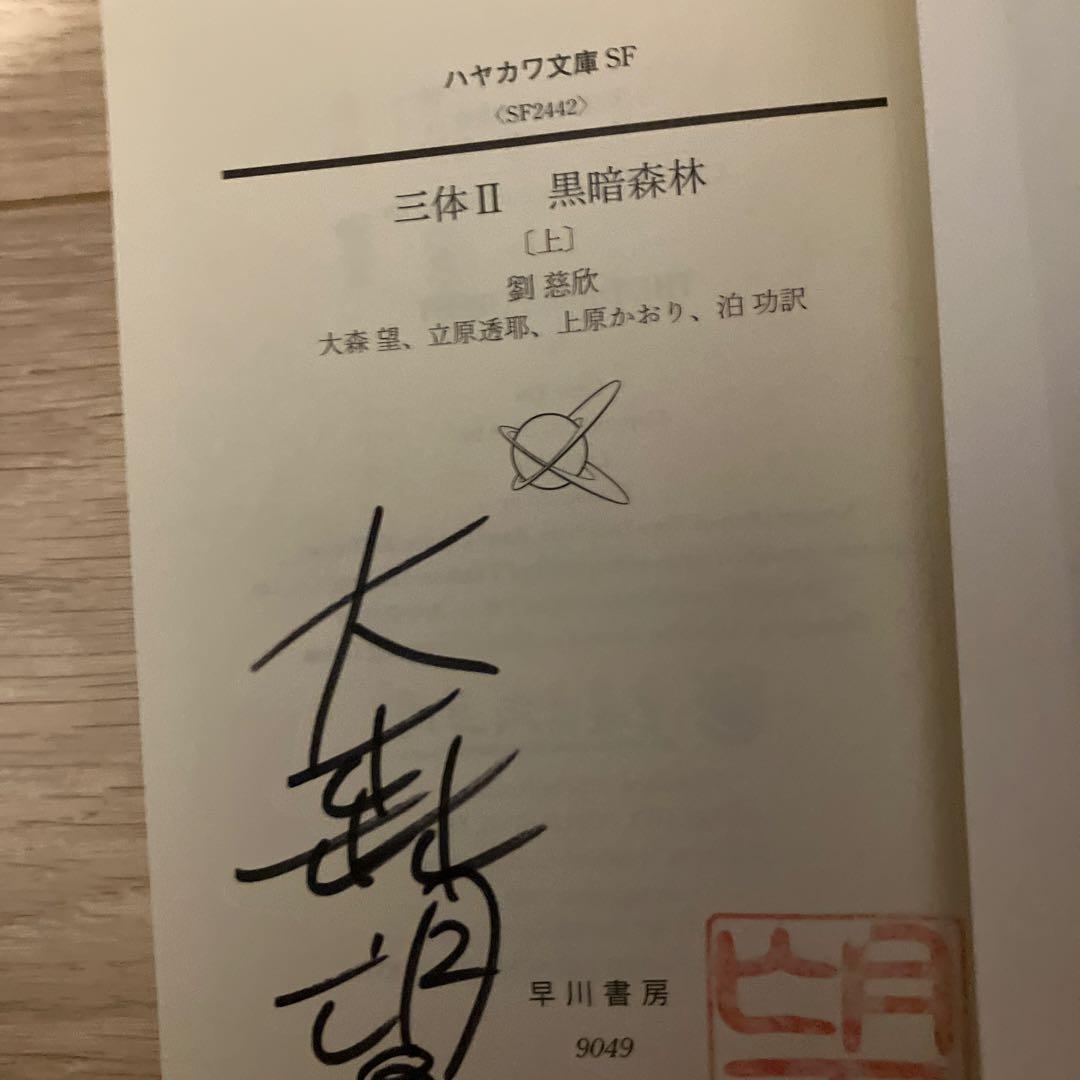 ハヤカワ文庫 SF
〈SF2442〉
三体Ⅱ 黒暗森林
〔上〕
劉 慈欣
大森 望、立原透耶、上原かおり、泊 功訳
大森望
早川書房
9049
望